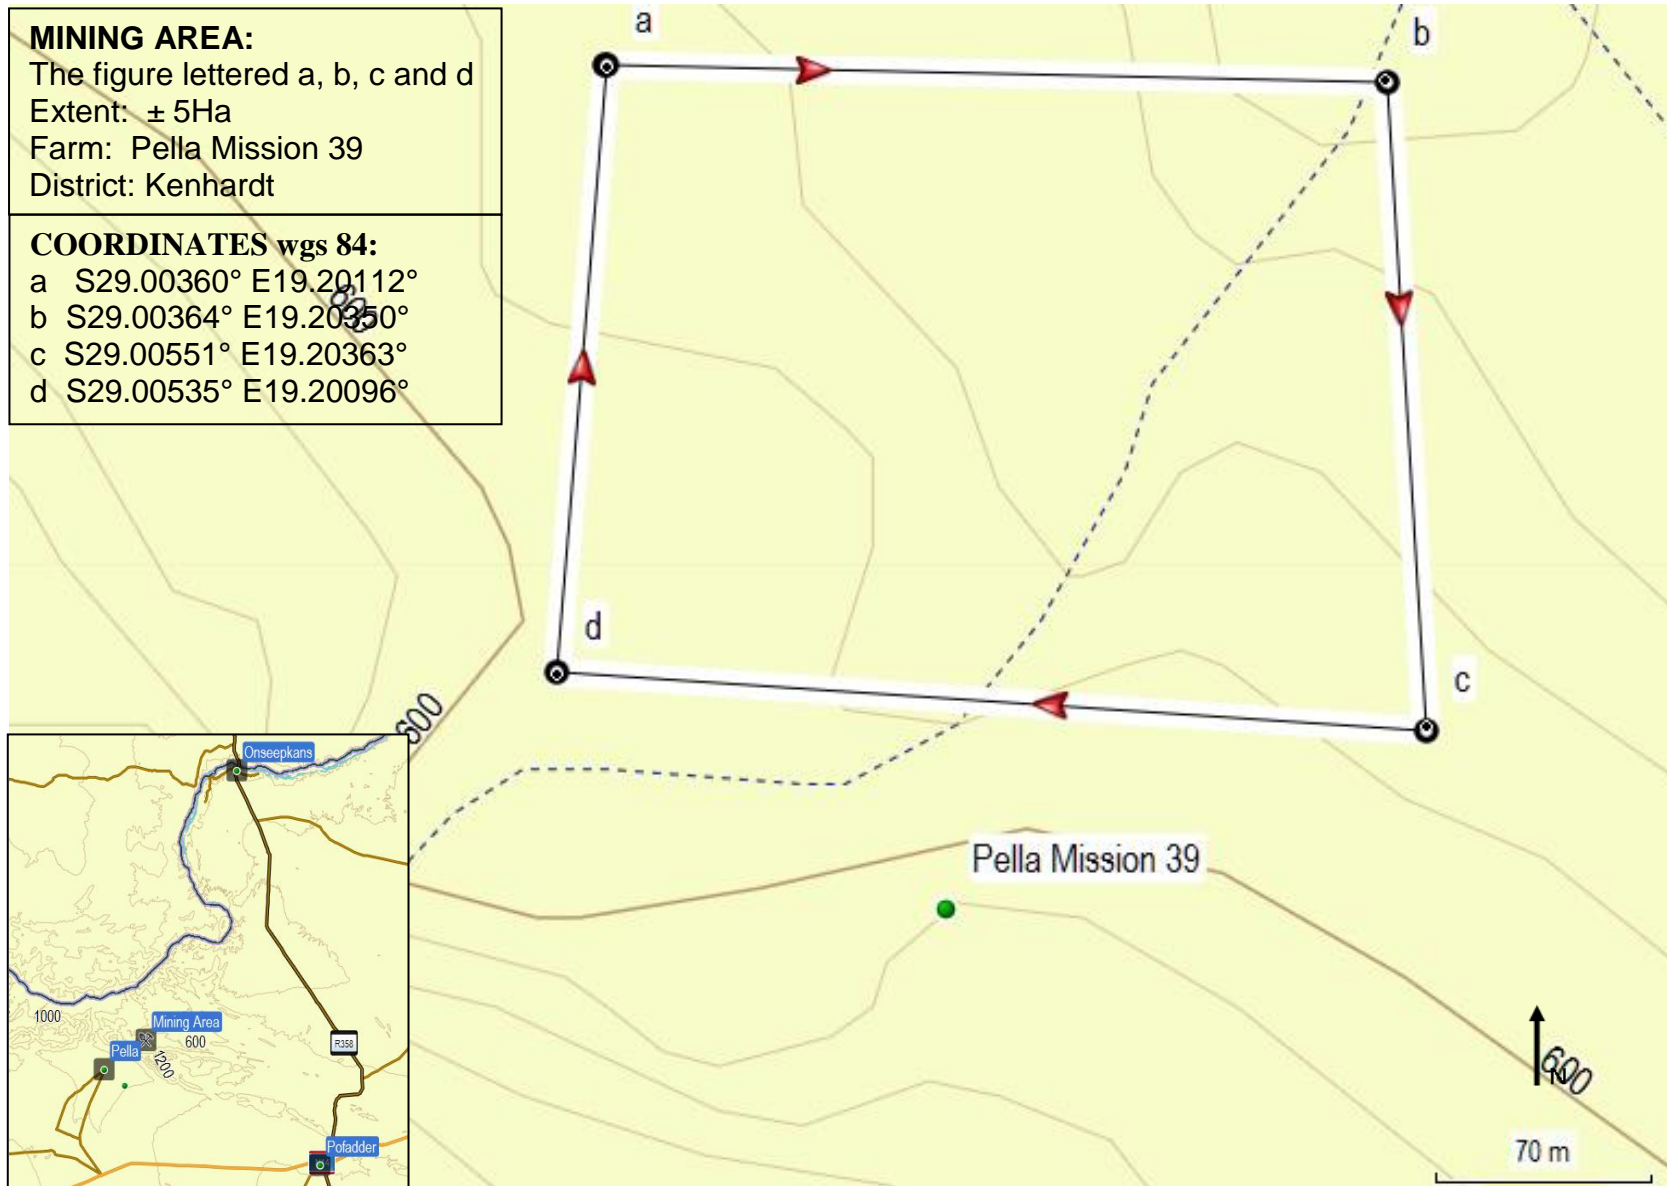 MINING AREA:
The figure lettered a, b, c and d
Extent: ± 5Ha
Farm: Pella Mission 39
District: Kenhardt
COORDINATES wgs 84:
a S29.00360° E19.20112°
b S29.00364° E19.20350°
c S29.00551° E19.20363°
d S29.00535° E19.20096°
a
b
600
d
c
600
Pella Mission 39
600
N
70 m
Onseepkans
1000
Mining Area
600
1200
Pella
R358
Pofadder